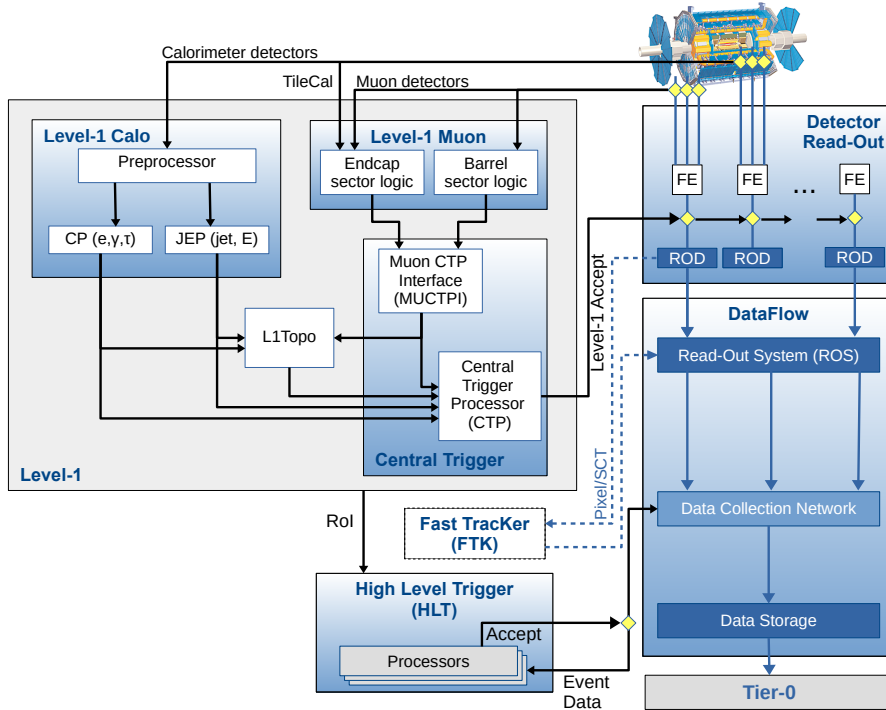 Calorimeter detectors
TileCal
Muon detectors
Level-1 Calo
Preprocessor
CP (e,γ,τ)
JEP (jet, E)
Level-1 Muon
Endcap
sector logic
Barrel
sector logic
Muon CTP
Interface
(MUCTPI)
L1Topo
Central
Trigger
Processor
(CTP)
Central Trigger
Level-1
Level-1 Accept
Detector
Read-Out
FE
FE
...
FE
ROD
ROD
ROD
DataFlow
Read-Out System (ROS)
Pixel/SCT
Data Collection Network
RoI
Fast TracKer
(FTK)
High Level Trigger
(HLT)
Accept
Processors
Event
Data
Data Storage
Tier-0